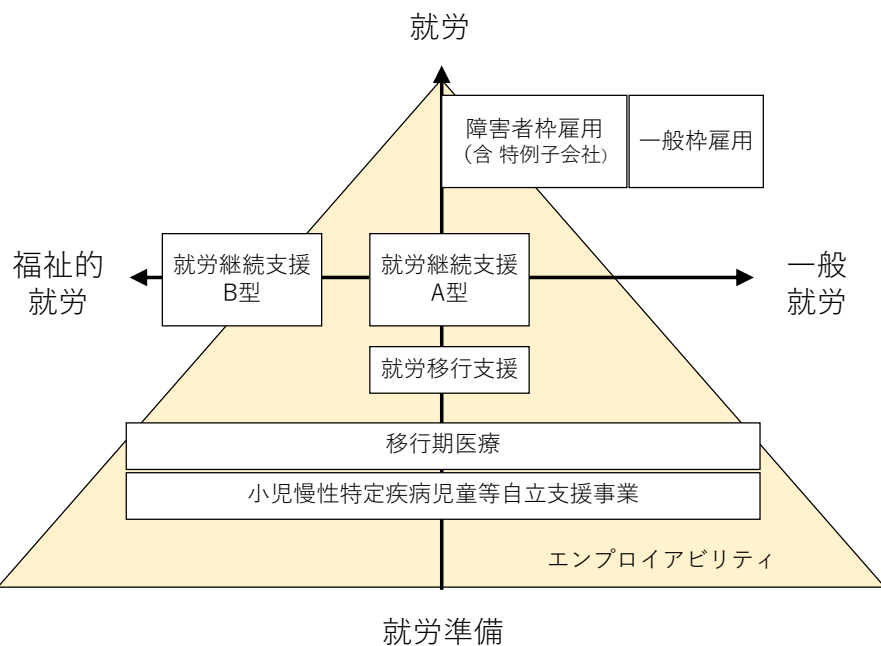 就労
障害者枠雇用
(含 特例子会社)
一般枠雇用
福祉的
就労
就労継続支援
B型
就労継続支援
A型
一般
就労
就労移行支援
移行期医療
小児慢性特定疾病児童等自立支援事業
エンプロイアビリティ
就労準備